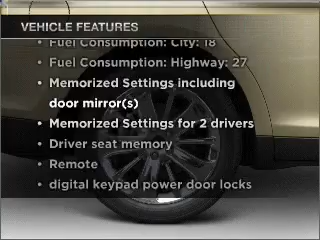 VEHICLE FEATURES
• Fuel Consumption: City: 18
• Fuel Consumption: Highway: 27
• Memorized Settings including
door mirror(s)
• Memorized Settings for 2 drivers
• Driver seat memory
• Remote
• digital keypad power door locks